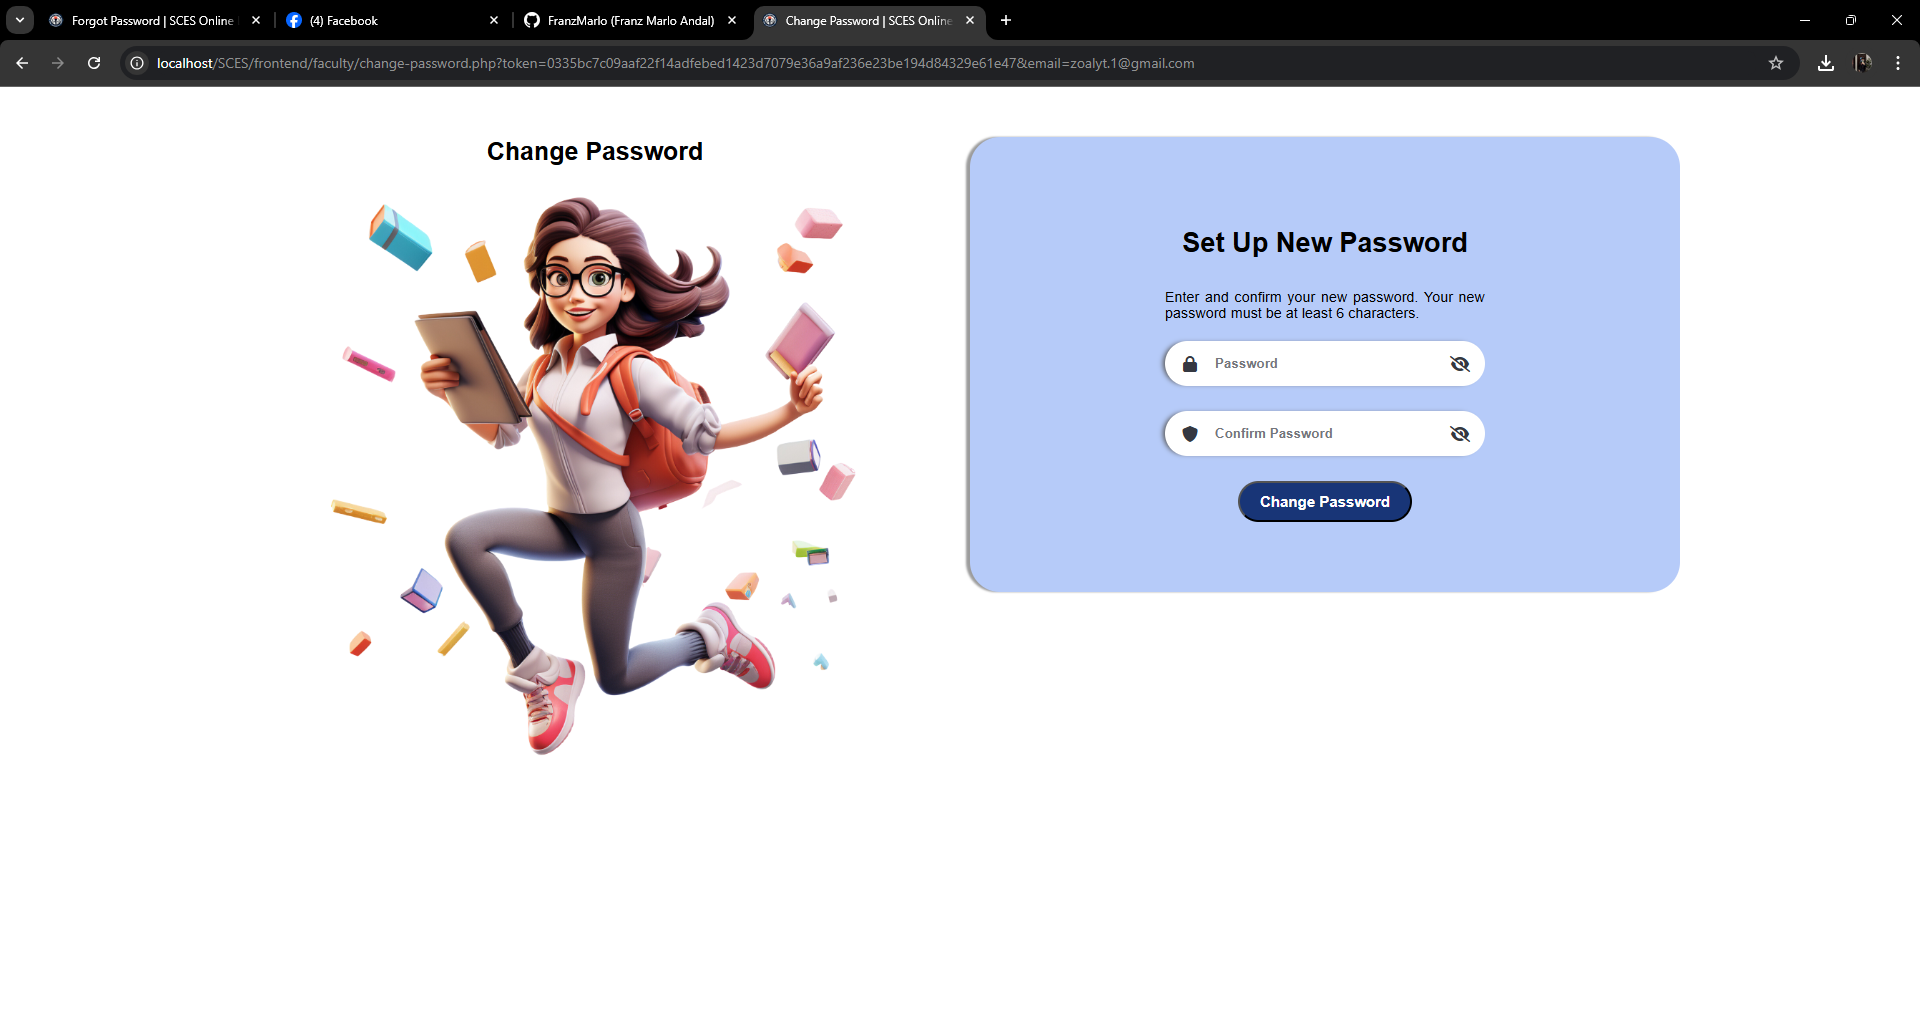 Forgot Password | SCES Online
(4) Facebook
FranzMarlo (Franz Marlo Andal)
Change Password | SCES Online
localhost/SCES/frontend/faculty/change-password.php?token=0335bc7c09aaf22f14adfebed1423d7079e36a9af236e23be194d84329e61e47&email=zoalyt.1@gmail.com
Change Password
Set Up New Password
Enter and confirm your new password. Your new
password must be at least 6 characters.
Password
Confirm Password
Change Password